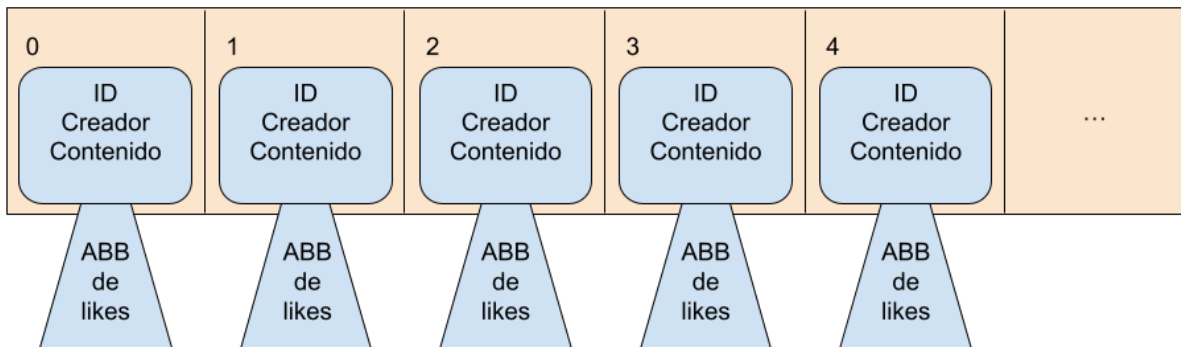 0
ID
Creador
Contenido
ABB
de
likes
1
ID
Creador
Contenido
ABB
de
likes
2
ID
Creador
Contenido
ABB
de
likes
3
ID
Creador
Contenido
ABB
de
likes
4
ID
Creador
Contenido
ABB
de
likes
...